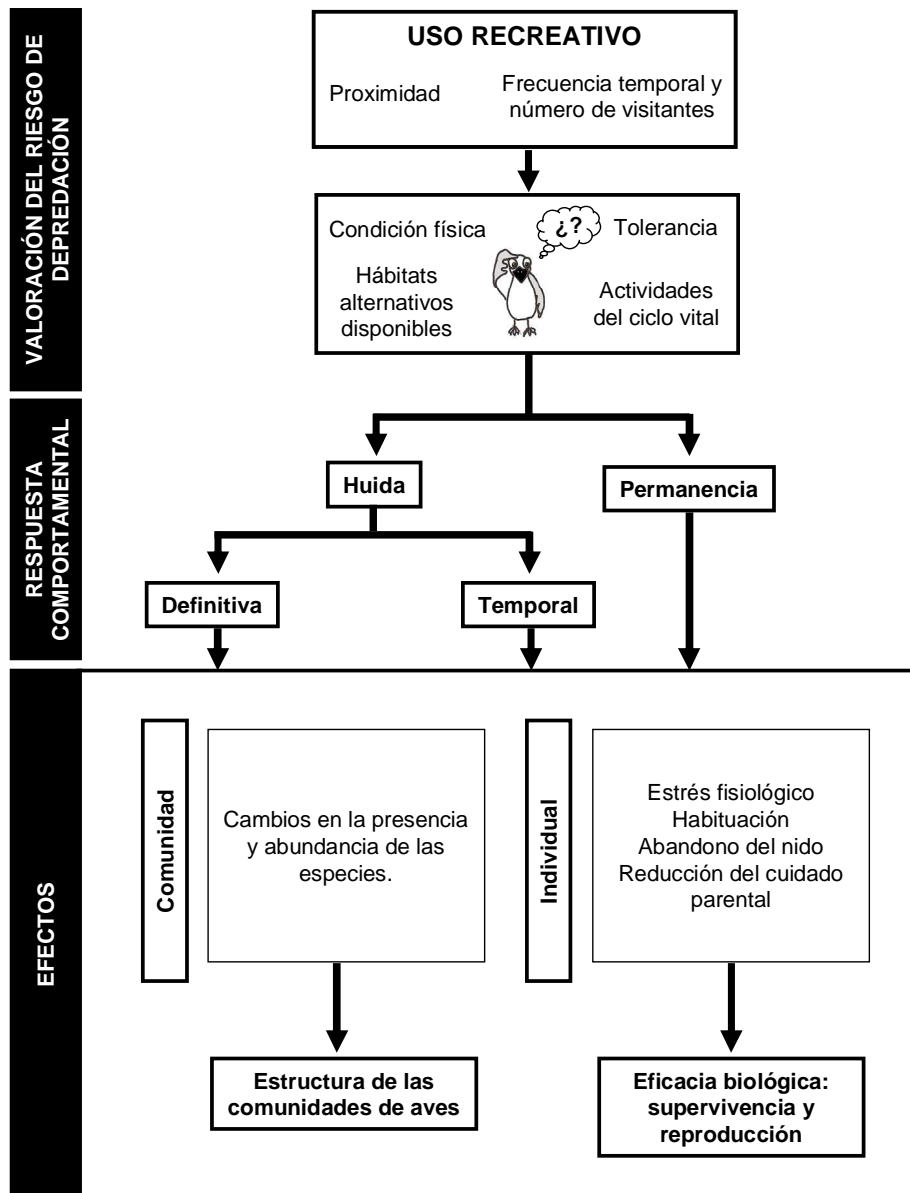 VALORACIÓN DEL RIESGO DE
DEPREDACIÓN
USO RECREATIVO
Proximidad
Frecuencia temporal y
número de visitantes
Condición física
¿?
Tolerancia
Hábitats
alternativos
disponibles
Actividades
del ciclo vital
RESPUESTA
COMPORTAMENTAL
Huida
Permanencia
Definitiva
Temporal
EFECTOS
Comunidad
Cambios en la presencia
y abundancia de las
especies.
Individual
Estrés fisiológico
Habituación
Abandono del nido
Reducción del cuidado
parental
Estructura de las
comunidades de aves
Eficacia biológica:
supervivencia y
reproducción